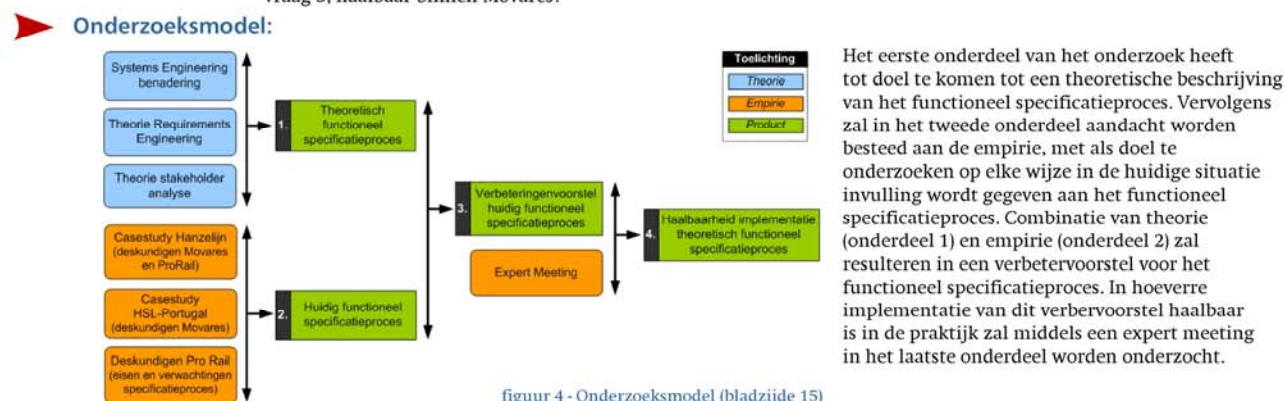 vraag 3, haalbaar binnen Movares?
Onderzoeksmodel:
Systems Engineering
benadering
Theorie Requirements
Engineering
Theorie stakeholder
analyse
1.
Theoretisch
functioneel
specificatieproces
Casestudy Hanzelijn
(deskundigen Movares
en ProRail)
Casestudy
HSL-Portugal
(deskundigen Movares)
Deskundigen Pro Rail
(eisen en verwachtingen
specificatieproces)
2.
Huidig functioneel
specificatieproces
3.
Verbeteringenvoorstel
huidig functioneel
specificatieproces
Expert Meeting
4.
Haalbaarheid implementatie
theoretisch functioneel
specificatieproces
Toelichting
Theorie
Empirie
Product
Het eerste onderdeel van het onderzoek heeft
tot doel te komen tot een theoretische beschrijving
van het functioneel specificatieproces. Vervolgens
zal in het tweede onderdeel aandacht worden
besteed aan de empirie, met als doel te
onderzoeken op elke wijze in de huidige situatie
invulling wordt gegeven aan het functioneel
specificatieproces. Combinatie van theorie
(onderdeel 1) en empirie (onderdeel 2) zal
resulteren in een verbetervoorstel voor het
functioneel specificatieproces. In hoeverre
implementatie van dit verbervoorstel haalbaar
is in de praktijk zal middels een expert meeting
in het laatste onderdeel worden onderzocht.
figuur 4 - Onderzoeksmodel (bladzijde 15)